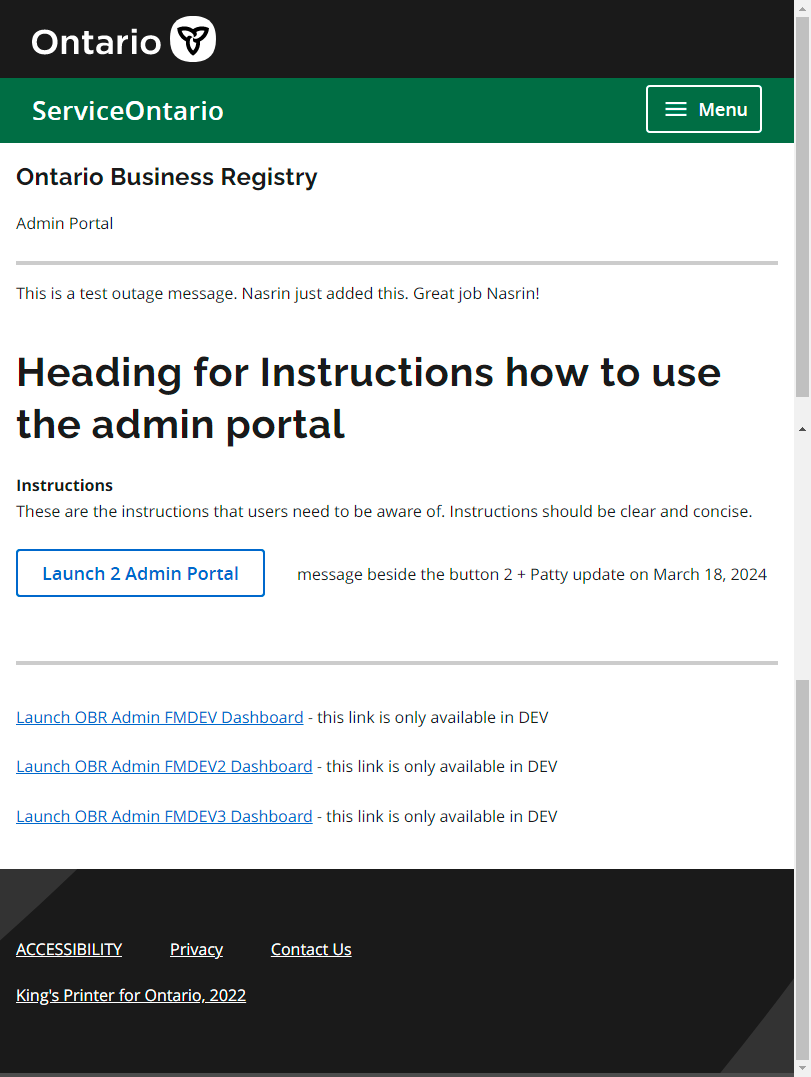 Ontario
ServiceOntario
Menu
Ontario Business Registry
Admin Portal
This is a test outage message. Nasrin just added this. Great job Nasrin!
Heading for Instructions how to use
the admin portal
Instructions
These are the instructions that users need to be aware of. Instructions should be clear and concise.
Launch 2 Admin Portal
message beside the button 2 + Patty update on March 18, 2024
Launch OBR Admin FMDEV Dashboard - this link is only available in DEV
Launch OBR Admin FMDEV2 Dashboard - this link is only available in DEV
Launch OBR Admin FMDEV3 Dashboard - this link is only available in DEV
ACCESSIBILITY Privacy Contact Us
King's Printer for Ontario, 2022